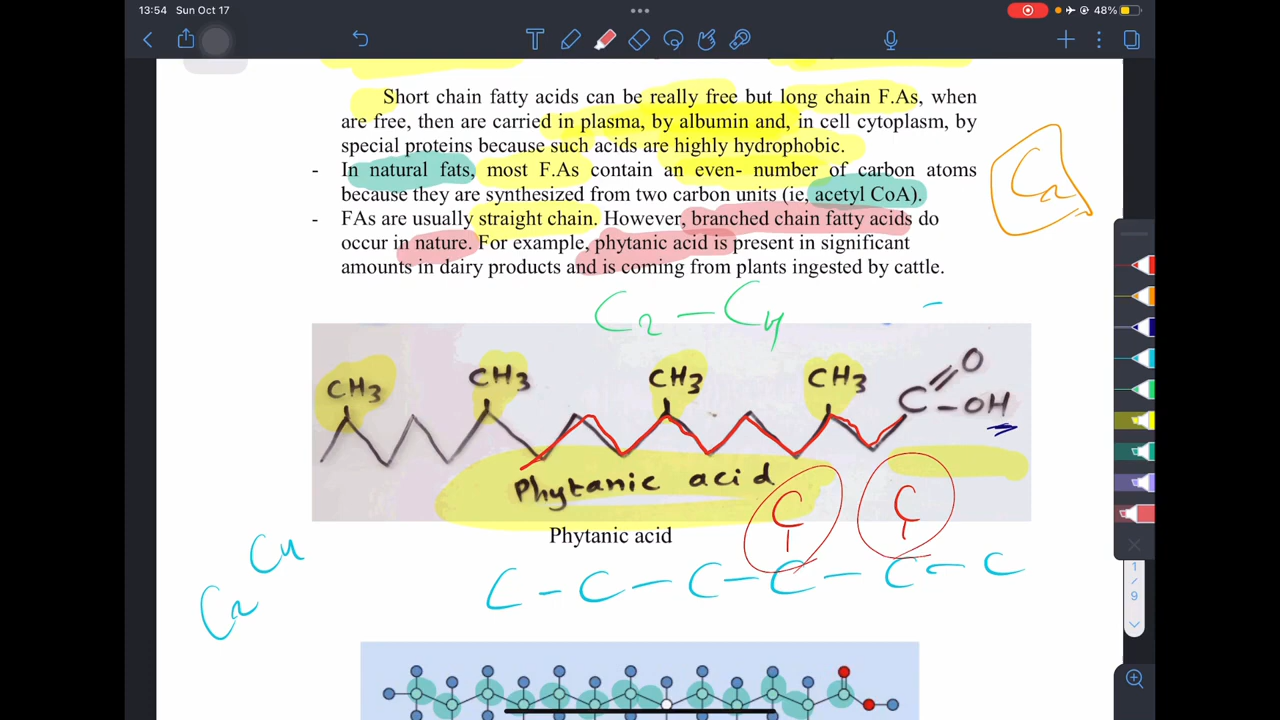 13:54 Sun Oct 17
48%
Short chain fatty acids can be really free but long chain F.As, when
are free, then are carried in plasma, by albumin and, in cell cytoplasm, by
special proteins because such acids are highly hydrophobic.
- In natural fats, most F.As contain an even- number of carbon atoms
because they are synthesized from two carbon units (ie, acetyl CoA).
- FAs are usually straight chain. However, branched chain fatty acids do
occur in nature. For example, phytanic acid is present in significant
amounts in dairy products and is coming from plants ingested by cattle.
C2
C2 - C4
CH3 CH3 CH3 CH3 C = O
- OH
Phytanic acid
C C
Phytanic acid
C4
C2
C - C - C - C - C - C
1 / 9